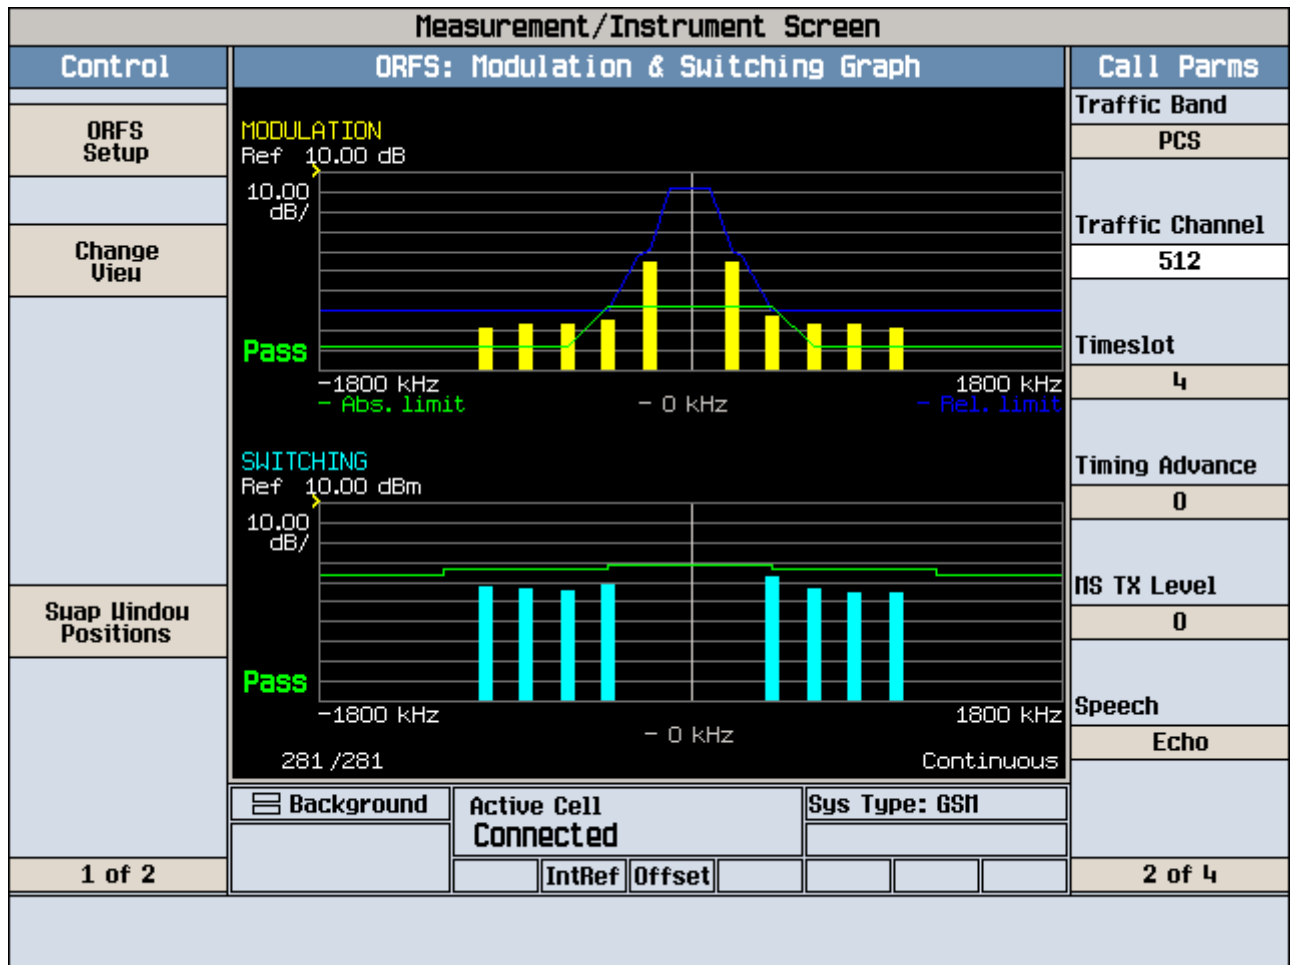 Measurement/Instrument Screen
Control
ORFS
Setup
Change
View
Swap Window
Positions
1 of 2
ORFS: Modulation & Switching Graph
MODULATION
Ref 10.00 dB
10.00
dB/
Pass
-1800 kHz
1800 kHz
- Abs. limit
- 0 kHz
- Rel. limit
SWITCHING
Ref 10.00 dBm
10.00
dB/
Pass
-1800 kHz
1800 kHz
- 0 kHz
281 /281
Continuous
Background
Active Cell
Connected
Sys Type: GSM
IntRef
Offset
Call Parms
Traffic Band
PCS
Traffic Channel
512
Timeslot
4
Timing Advance
0
MS TX Level
0
Speech
Echo
2 of 4